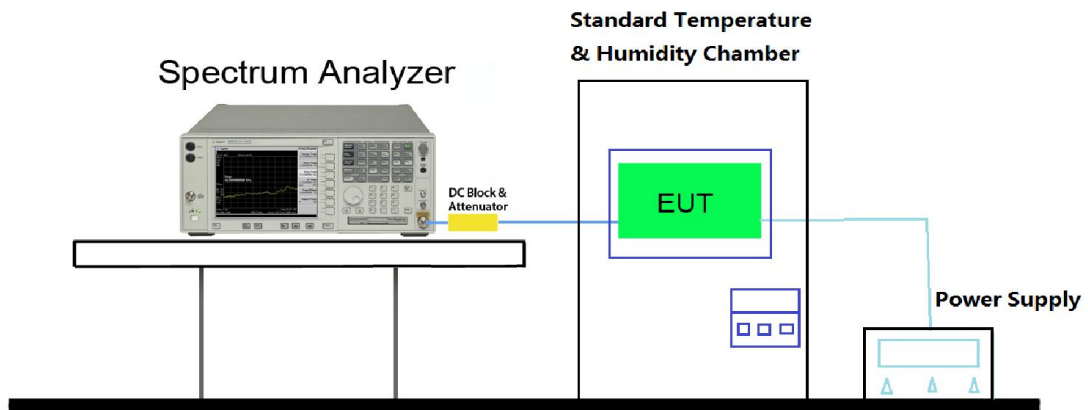 Standard Temperature
& Humidity Chamber
Spectrum Analyzer
DC Block &
Attenuator
EUT
Power Supply